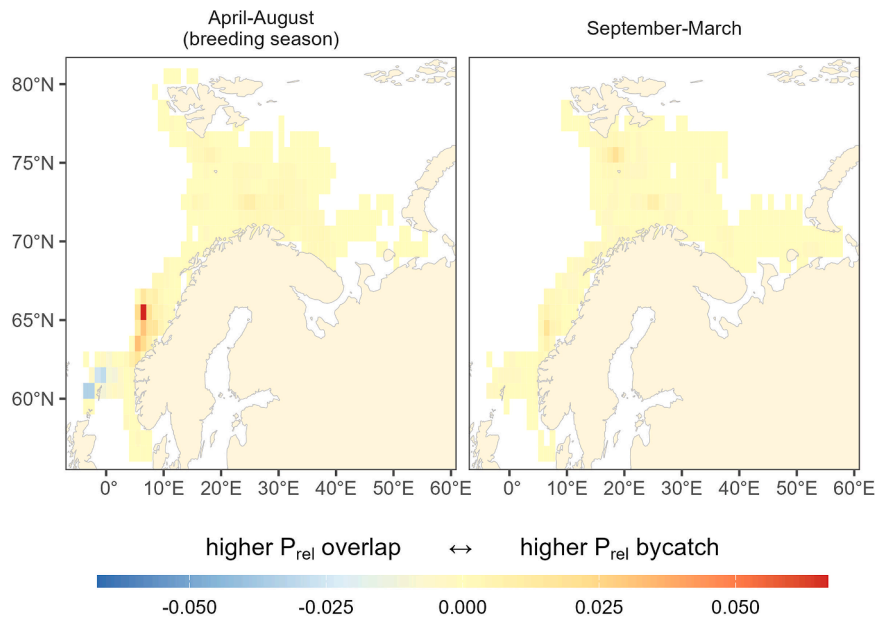 April-August
(breeding season)
September-March
80°N
75°N
70°N
65°N
60°N
0° 10°E 20°E 30°E 40°E 50°E 60°E
0° 10°E 20°E 30°E 40°E 50°E 60°E
higher Prel overlap ↔ higher Prel bycatch
-0.050 -0.025 0.000 0.025 0.050